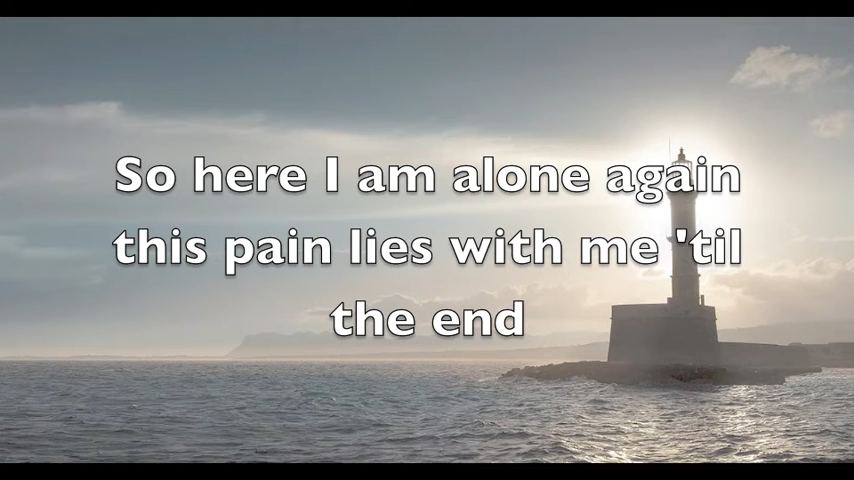 So here I am alone again
this pain lies with me 'til
the end